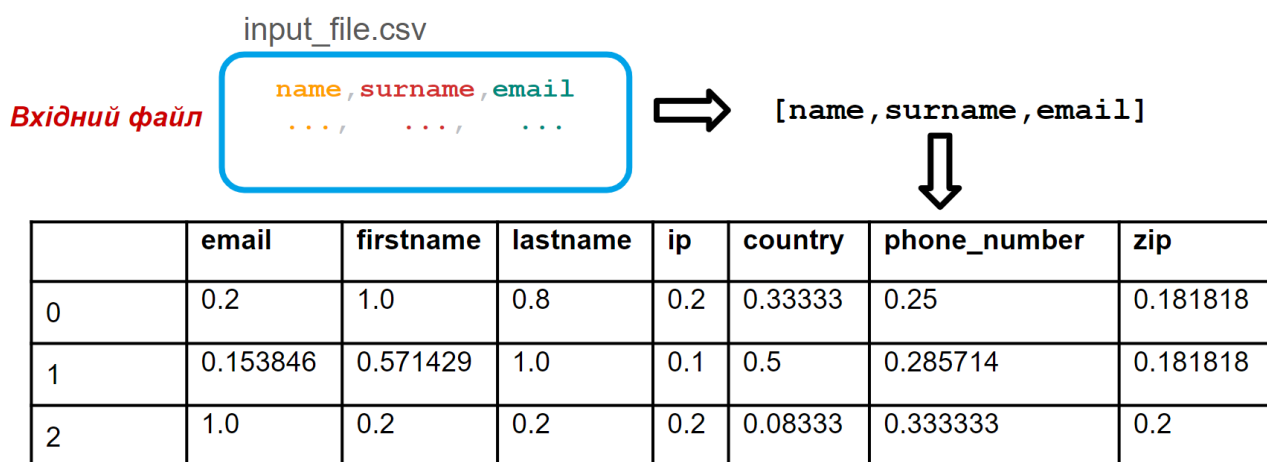 input_file.csv
name,surname,email
Вхідний файл
..., ..., ...
[name,surname,email]
email firstname lastname ip country phone_number zip
0 0.2 1.0 0.8 0.2 0.33333 0.25 0.181818
1 0.153846 0.571429 1.0 0.1 0.5 0.285714 0.181818
2 1.0 0.2 0.2 0.2 0.08333 0.333333 0.2